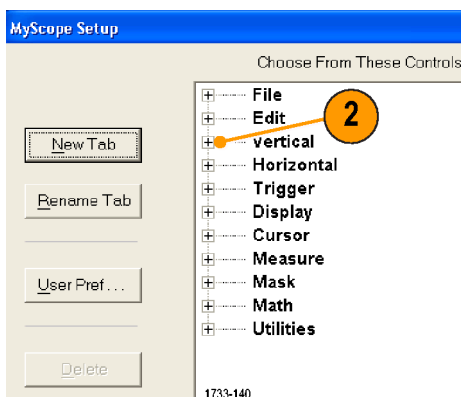 MyScope Setup
Choose From These Controls
File
Edit
2
vertical
Horizontal
Trigger
Display
Cursor
Measure
Mask
Math
Utilities
New Tab
Rename Tab
User Pref...
Delete
1733-140